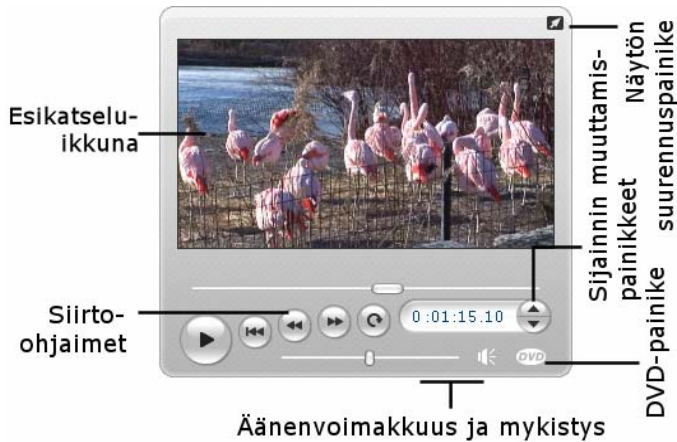 Esikatselu-
ikkuna
Siirto-
ohjaimet
0:01:15.10
DVD
Sijainnin muuttamis-
painikkeet
Näytön
suurennuspainike
DVD-painike
Äänenvoimakkuus ja mykistys